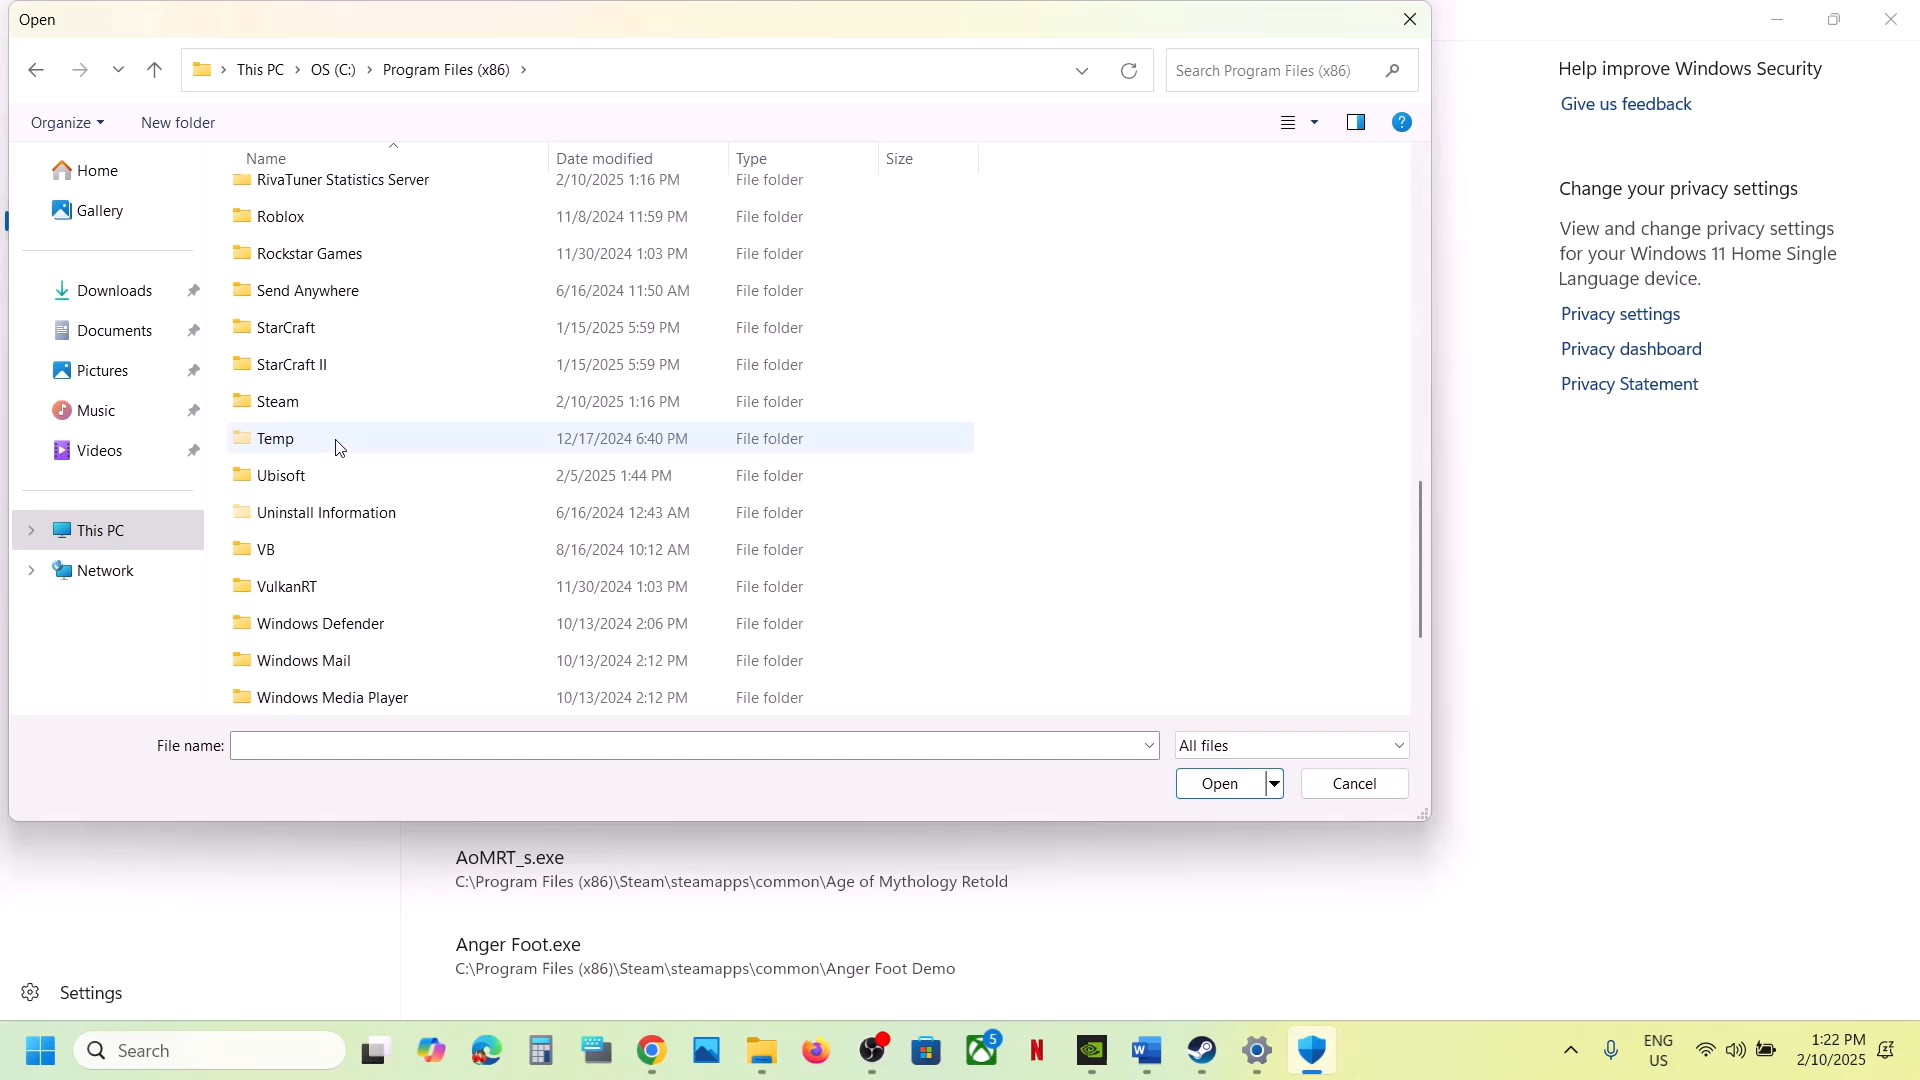 Open
This PC > OS (C:) > Program Files (x86) >
Search Program Files (x86)
Organize
New folder
Home
Gallery
Downloads
Documents
Pictures
Music
Videos
This PC
Network
Name Date modified Type Size
RivaTuner Statistics Server 2/10/2025 1:16 PM File folder
Roblox 11/8/2024 11:59 PM File folder
Rockstar Games 11/30/2024 1:03 PM File folder
Send Anywhere 6/16/2024 11:50 AM File folder
StarCraft 1/15/2025 5:59 PM File folder
StarCraft II 1/15/2025 5:59 PM File folder
Steam 2/10/2025 1:16 PM File folder
Temp 12/17/2024 6:40 PM File folder
Ubisoft 2/5/2025 1:44 PM File folder
Uninstall Information 6/16/2024 12:43 AM File folder
VB 8/16/2024 10:12 AM File folder
VulkanRT 11/30/2024 1:03 PM File folder
Windows Defender 10/13/2024 2:06 PM File folder
Windows Mail 10/13/2024 2:12 PM File folder
Windows Media Player 10/13/2024 2:12 PM File folder
File name:
All files
Open
Cancel
Help improve Windows Security
Give us feedback
Change your privacy settings
View and change privacy settings
for your Windows 11 Home Single
Language device.
Privacy settings
Privacy dashboard
Privacy Statement
AoMRT_s.exe
C:\Program Files (x86)\Steam\steamapps\common\Age of Mythology Retold
Anger Foot.exe
C:\Program Files (x86)\Steam\steamapps\common\Anger Foot Demo
Settings
Search
5
ENG
US
1:22 PM
2/10/2025